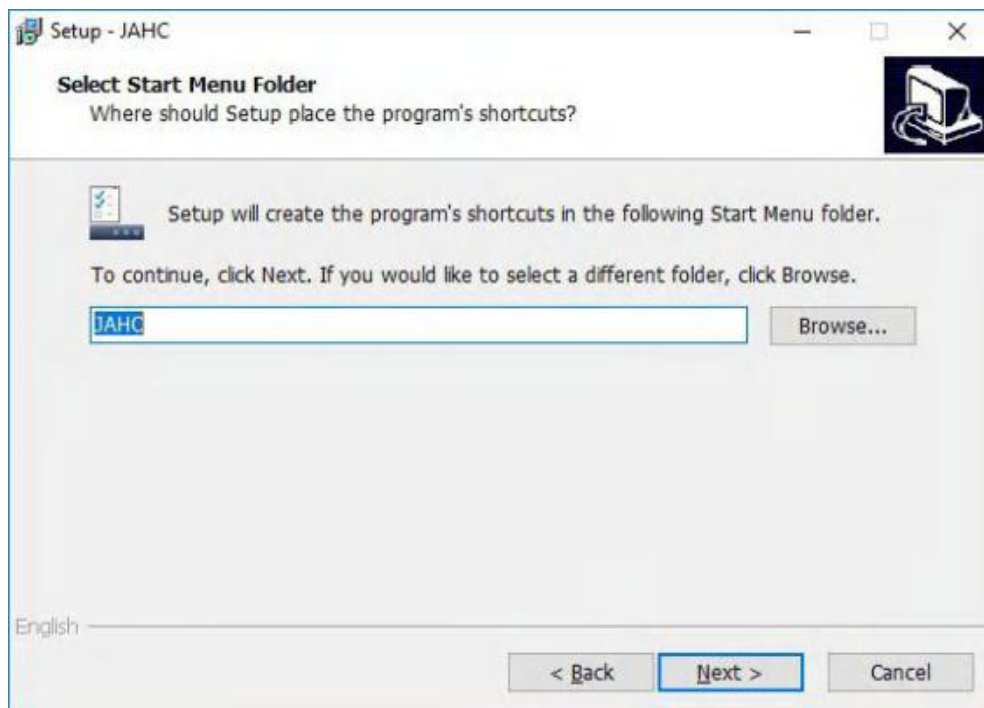 Setup - JAHC
Select Start Menu Folder
Where should Setup place the program's shortcuts?
Setup will create the program's shortcuts in the following Start Menu folder.
To continue, click Next. If you would like to select a different folder, click Browse.
JAHC
Browse...
English
< Back
Next >
Cancel